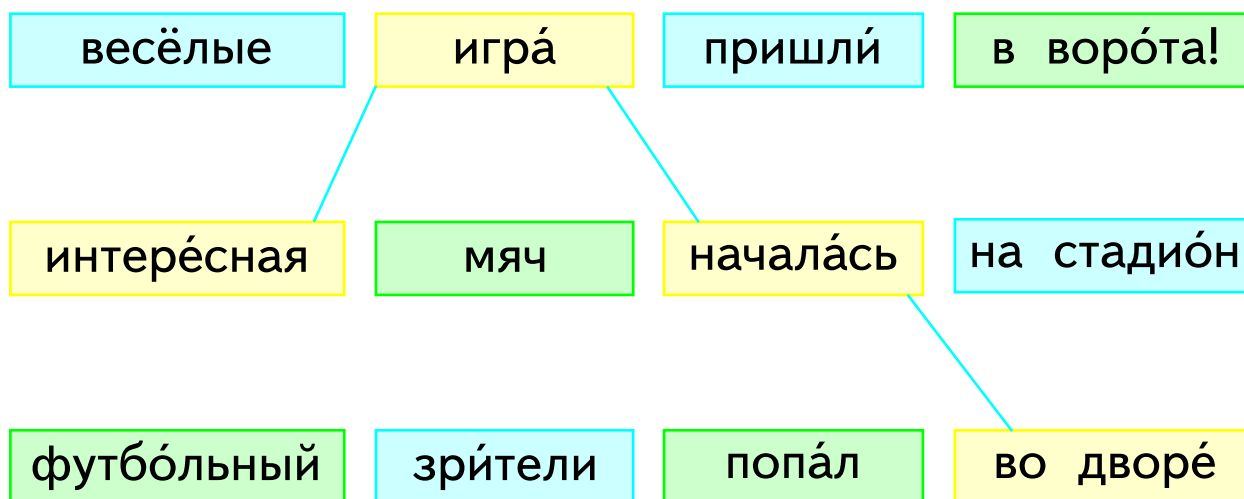 весёлые игра́ пришли́ в воро́та!
интере́сная мяч начала́сь на стадио́н
футбо́льный зри́тели попа́л во дворе́